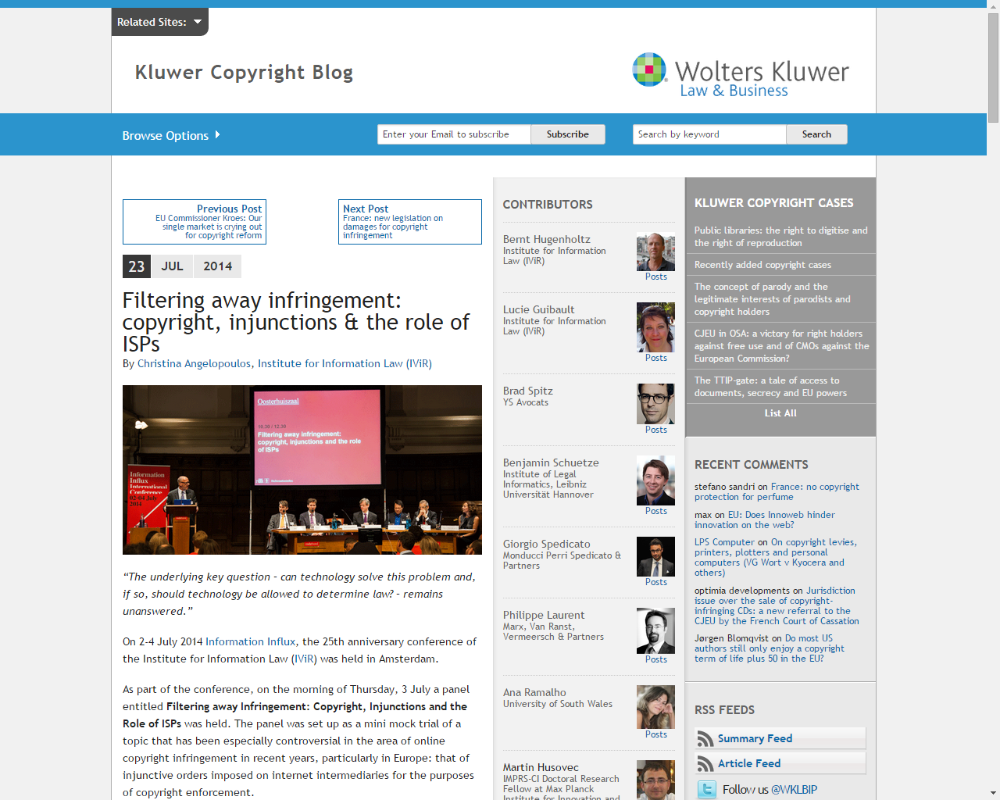 Related Sites:
Kluwer Copyright Blog
Wolters Kluwer
Law & Business
Browse Options
Enter your Email to subscribe
Subscribe
Search by keyword
Search
Previous Post
EU Commissioner Kroes: Our
single market is crying out
for copyright reform
Next Post
France: new legislation on
damages for copyright
infringement
23 JUL 2014
Filtering away infringement:
copyright, injunctions & the role of
ISPs
By Christina Angelopoulos, Institute for Information Law (IViR)
Oosterhuiszaal
10.30 / 12.30
Filtering away infringement:
copyright, injunctions and the role
of ISPs
Information
Influx
International
Conference
02-04 July
2014
“The underlying key question – can technology solve this problem and,
if so, should technology be allowed to determine law? – remains
unanswered.”
On 2-4 July 2014 Information Influx, the 25th anniversary conference of
the Institute for Information Law (IViR) was held in Amsterdam.
As part of the conference, on the morning of Thursday, 3 July a panel
entitled Filtering away Infringement: Copyright, Injunctions and the
Role of ISPs was held. The panel was set up as a mini mock trial of a
topic that has been especially controversial in the area of online
copyright infringement in recent years, particularly in Europe: that of
injunctive orders imposed on internet intermediaries for the purposes
of copyright enforcement.
CONTRIBUTORS
Bernt Hugenholtz
Institute for Information
Law (IViR)
Posts
Lucie Guibault
Institute for Information
Law (IViR)
Posts
Brad Spitz
YS Avocats
Posts
Benjamin Schuetze
Institute of Legal
Informatics, Leibniz
Universität Hannover
Posts
Giorgio Spedicato
Monducci Perri Spedicato &
Partners
Posts
Philippe Laurent
Marx, Van Ranst,
Vermeersch & Partners
Posts
Ana Ramalho
University of South Wales
Posts
Martin Husovec
IMPRS-CI Doctoral Research
Fellow at Max Planck
Institute for Innovation and
KLUWER COPYRIGHT CASES
Public libraries: the right to digitise and
the right of reproduction
Recently added copyright cases
The concept of parody and the
legitimate interests of parodists and
copyright holders
CJEU in OSA: a victory for right holders
against free use and of CMOs against the
European Commission?
The TTIP-gate: a tale of access to
documents, secrecy and EU powers
List All
RECENT COMMENTS
stefano sandri on France: no copyright
protection for perfume
max on EU: Does Innoweb hinder
innovation on the web?
LPS Computer on On copyright levies,
printers, plotters and personal
computers (VG Wort v Kyocera and
others)
optimia developments on Jurisdiction
issue over the sale of copyright-
infringing CDs: a new referral to the
CJEU by the French Court of Cassation
Jørgen Blomqvist on Do most US
authors still only enjoy a copyright
term of life plus 50 in the EU?
RSS FEEDS
Summary Feed
Article Feed
Follow us @WKLBIP